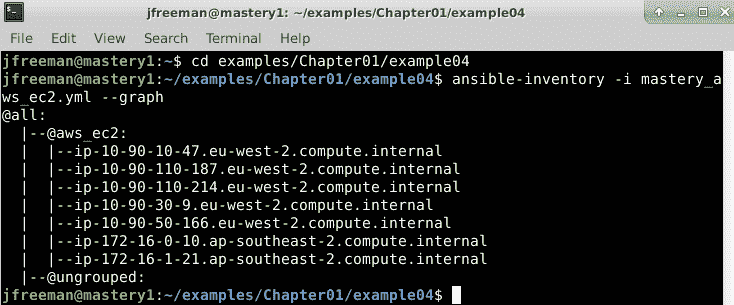 jfreeman@mastery1: ~/examples/Chapter01/example04
File Edit View Search Terminal Help
jfreeman@mastery1:~$ cd examples/Chapter01/example04
jfreeman@mastery1:~/examples/Chapter01/example04$ ansible-inventory -i mastery_a
ws_ec2.yml --graph
@all:
  |--@aws_ec2:
  |  |--ip-10-90-10-47.eu-west-2.compute.internal
  |  |--ip-10-90-110-187.eu-west-2.compute.internal
  |  |--ip-10-90-110-214.eu-west-2.compute.internal
  |  |--ip-10-90-30-9.eu-west-2.compute.internal
  |  |--ip-10-90-50-166.eu-west-2.compute.internal
  |  |--ip-172-16-0-10.ap-southeast-2.compute.internal
  |  |--ip-172-16-1-21.ap-southeast-2.compute.internal
  |--@ungrouped:
jfreeman@mastery1:~/examples/Chapter01/example04$